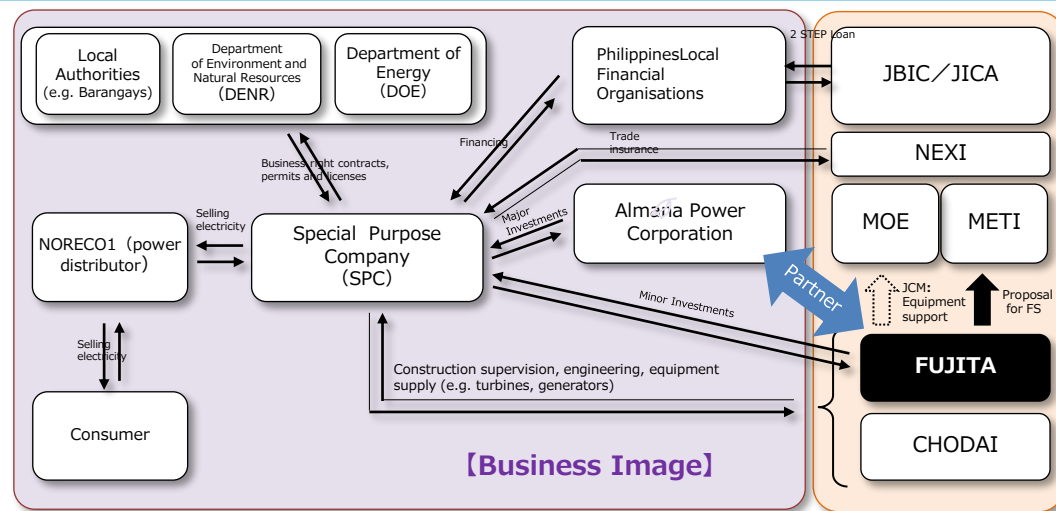 Local
Authorities
(e.g. Barangays)
Department
of Environment and
Natural Resources
（DENR）
Department of
Energy
（DOE）
PhilippinesLocal
Financial
Organisations
2 STEP Loan
JBIC／JICA
Financing
Trade
insurance
NEXI
Business right contracts,
permits and licenses
MOE
METI
NORECO1（power
distributor）
Selling
electricity
Special Purpose
Company
（SPC）
Major
Investments
Almana Power
Corporation
Partner
JCM:
Equipment
support
Proposal
for FS
Minor Investments
Selling
electricity
Construction supervision, engineering, equipment
supply (e.g. turbines, generators)
FUJITA
Consumer
CHODAI
【Business Image】